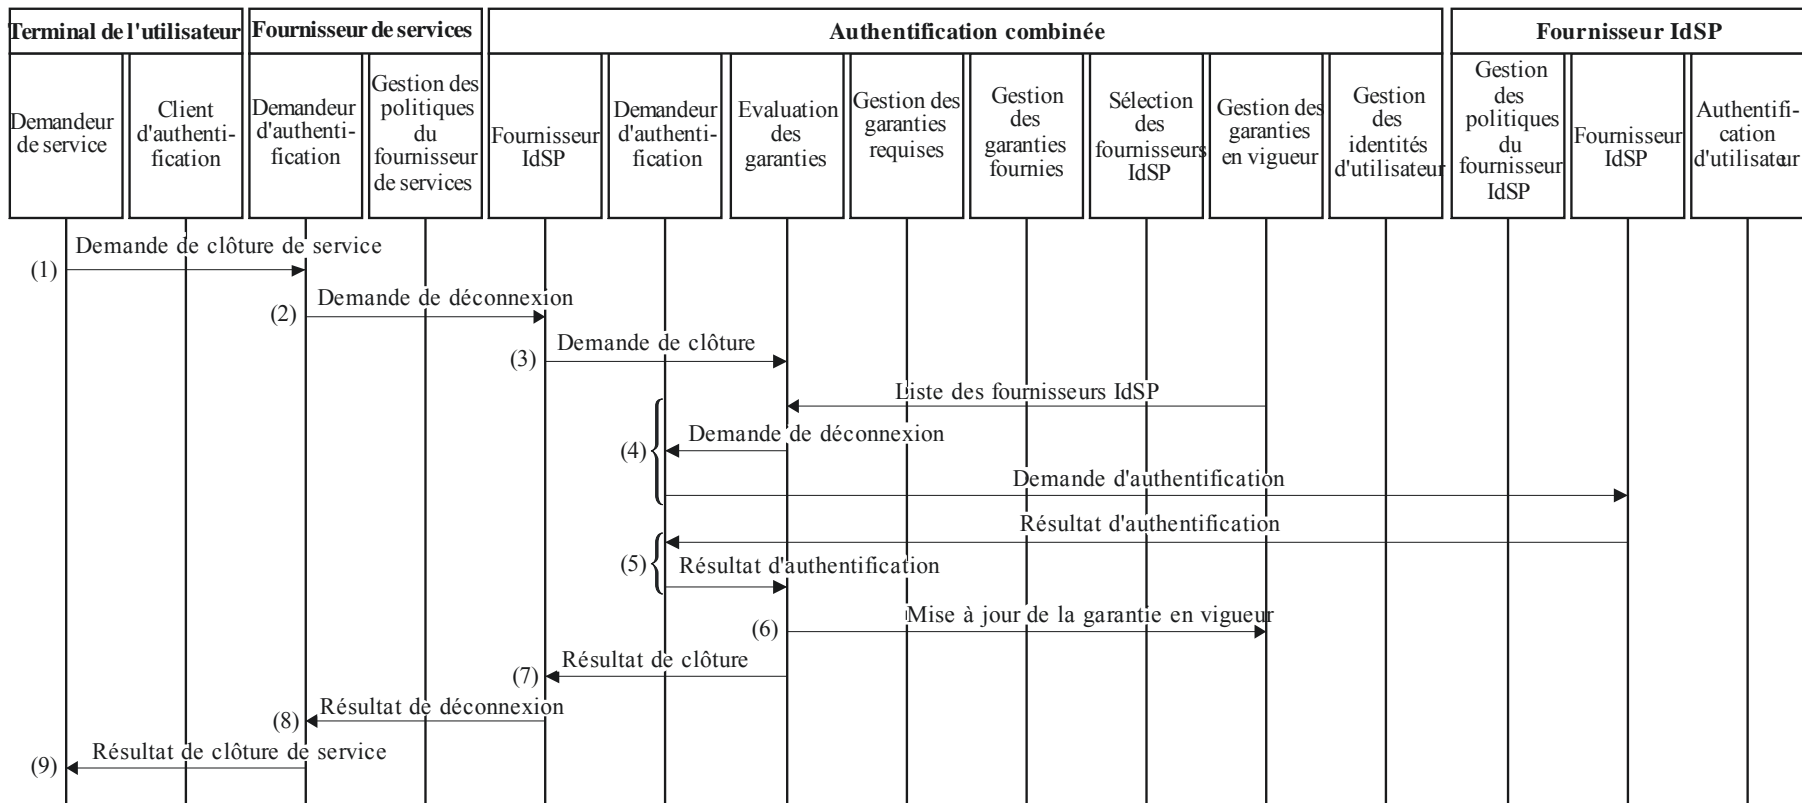 Terminal de l'utilisateur
Fournisseur de services
Authentification combinée
Fournisseur IdSP
Demandeur
de service
Client
d'authenti-
fication
Demandeur
d'authenti-
fication
Gestion des
politiques
du
fournisseur
de services
Fournisseur
IdSP
Demandeur
d'authenti-
fication
Evaluation
des
garanties
Gestion des
garanties
requises
Gestion
des
garanties
fournies
Sélection
des
fournisseurs
IdSP
Gestion des
garanties
en vigueur
Gestion
des
identités
d'utilisateur
Gestion
des
politiques
du
fournisseur
IdSP
Fournisseur
IdSP
Authentifi-
cation
d'utilisateur
Demande de clôture de service
(1)
Demande de déconnexion
(2)
Demande de clôture
(3)
Liste des fournisseurs IdSP
Demande de déconnexion
(4)
Demande d'authentification
Résultat d'authentification
(5)
Résultat d'authentification
Mise à jour de la garantie en vigueur
(6)
Résultat de clôture
(7)
Résultat de déconnexion
(8)
Résultat de clôture de service
(9)